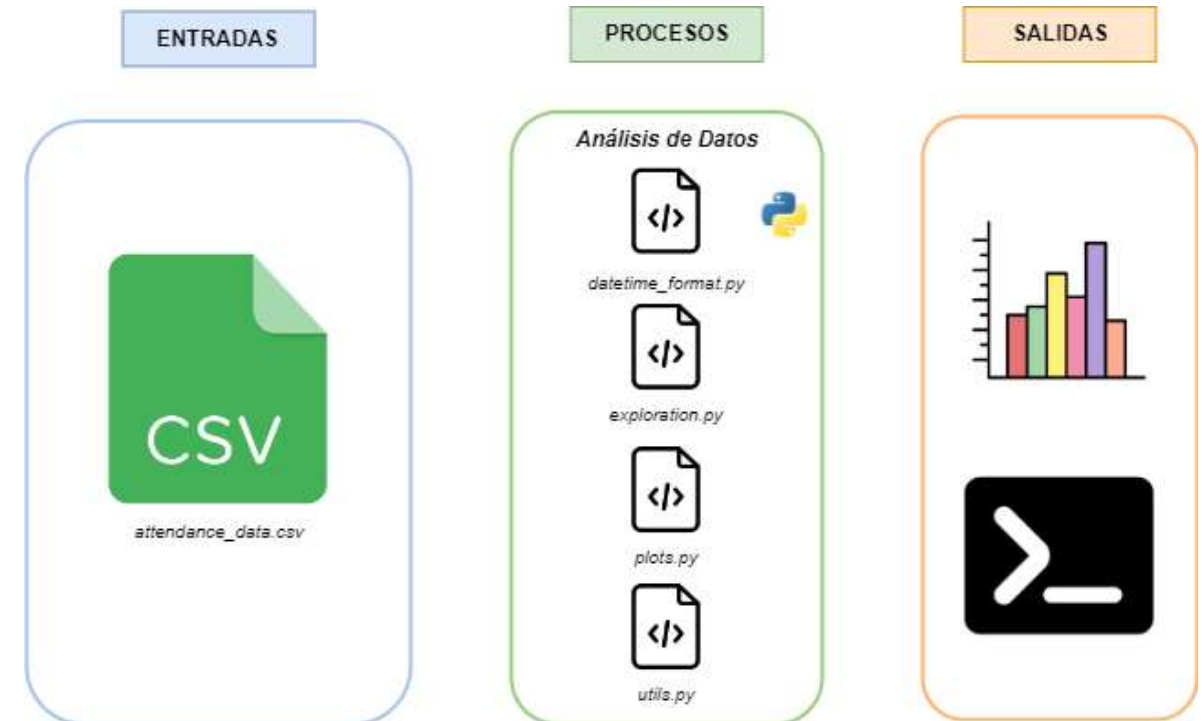 ENTRADAS
PROCESOS
SALIDAS
CSV
attendance_data.csv
Análisis de Datos
</>
datetime_format.py
</>
exploration.py
</>
plots.py
</>
utils.py
>_